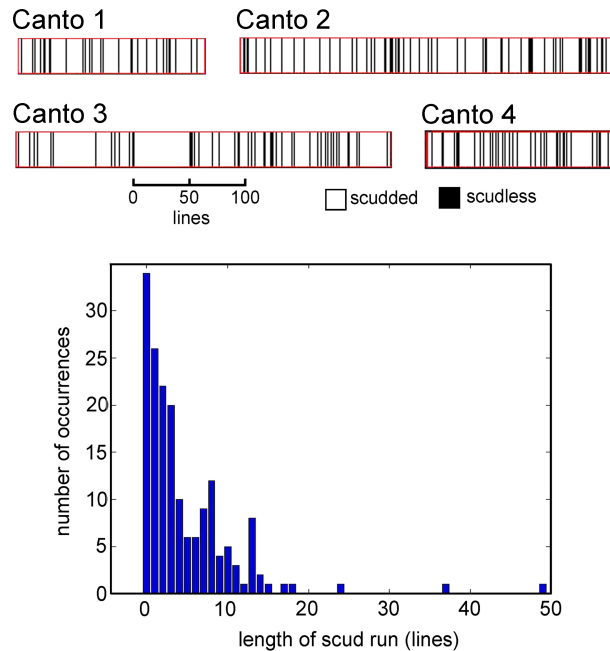 Canto 1 Canto 2
Canto 3 Canto 4
0 50 100
lines
scudded scudless
number of occurrences
30
25
20
15
10
5
0
0 10 20 30 40 50
length of scud run (lines)